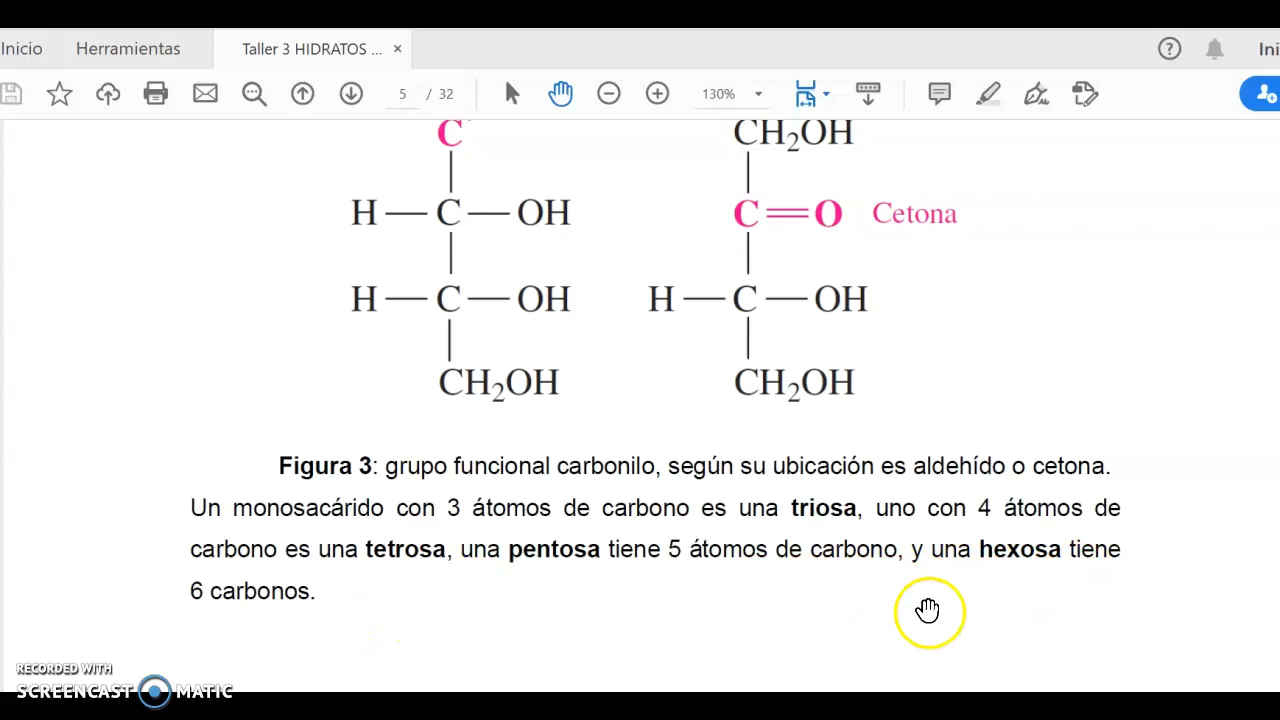 Inicio Herramientas Taller 3 HIDRATOS ... × ? Ini
5 / 32 130%
C CH₂OH
H — C — OH C = O Cetona
H — C — OH H — C — OH
CH₂OH CH₂OH
Figura 3: grupo funcional carbonilo, según su ubicación es aldehído o cetona.
Un monosacárido con 3 átomos de carbono es una triosa, uno con 4 átomos de
carbono es una tetrosa, una pentosa tiene 5 átomos de carbono, y una hexosa tiene
6 carbonos.
RECORDED WITH
SCREENCAST MATIC